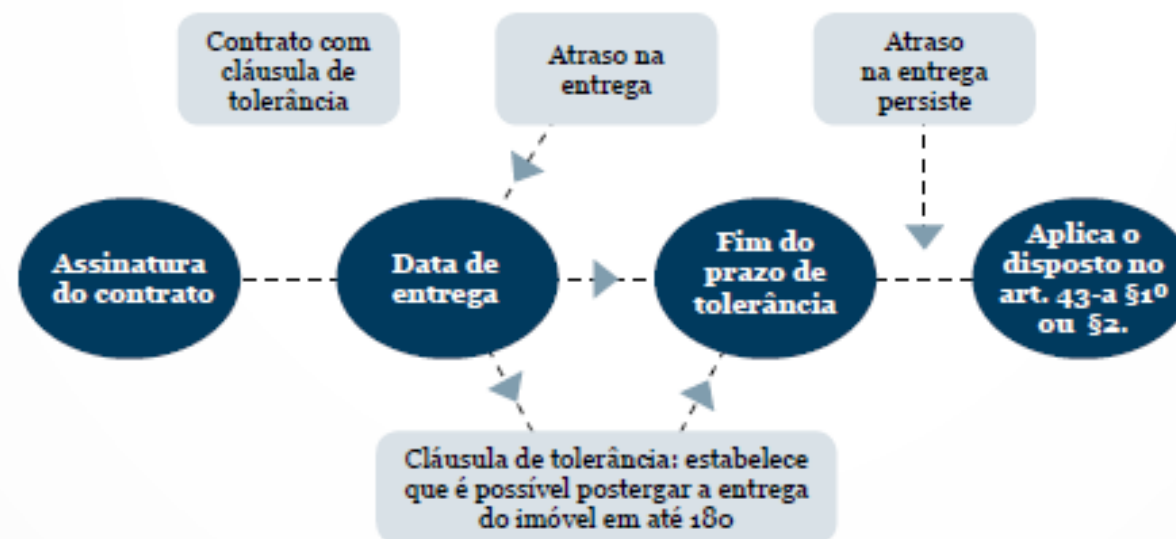 Contrato com
cláusula de
tolerância
Atraso na
entrega
Atraso
na entrega
persiste
Assinatura
do contrato
Data de
entrega
Fim do
prazo de
tolerância
Aplica o
disposto no
art. 43-a §1º
ou §2.
Cláusula de tolerância: estabelece
que é possível postergar a entrega
do imóvel em até 180